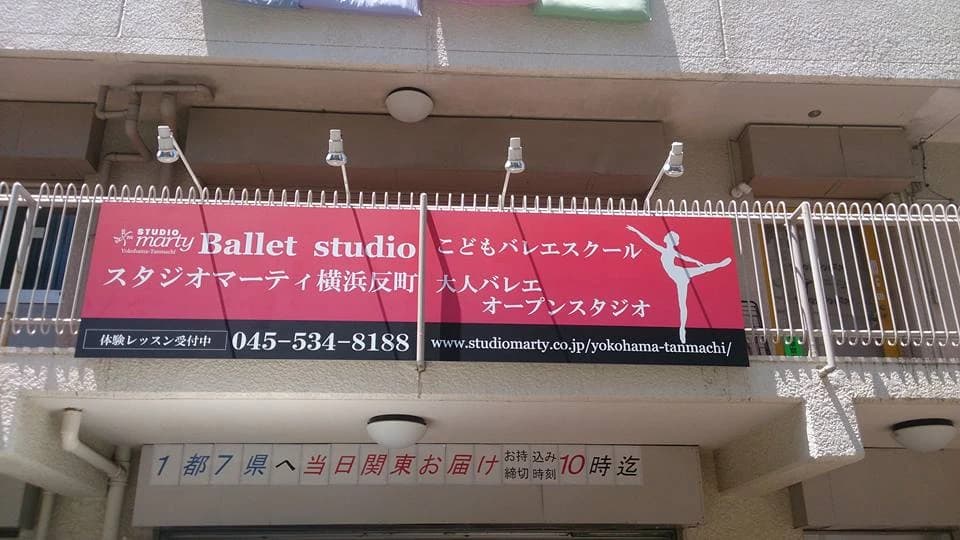 STUDIO
marty
Yokohama-Tanmachi
Ballet studio
スタジオマーティ横浜反町
体験レッスン受付中
045-534-8188
こどもバレエスクール
大人バレエ
オープンスタジオ
www.studiomarty.co.jp/yokohama-tanmachi/
1都7県へ当日関東お届け お持込み締切時刻 10時迄